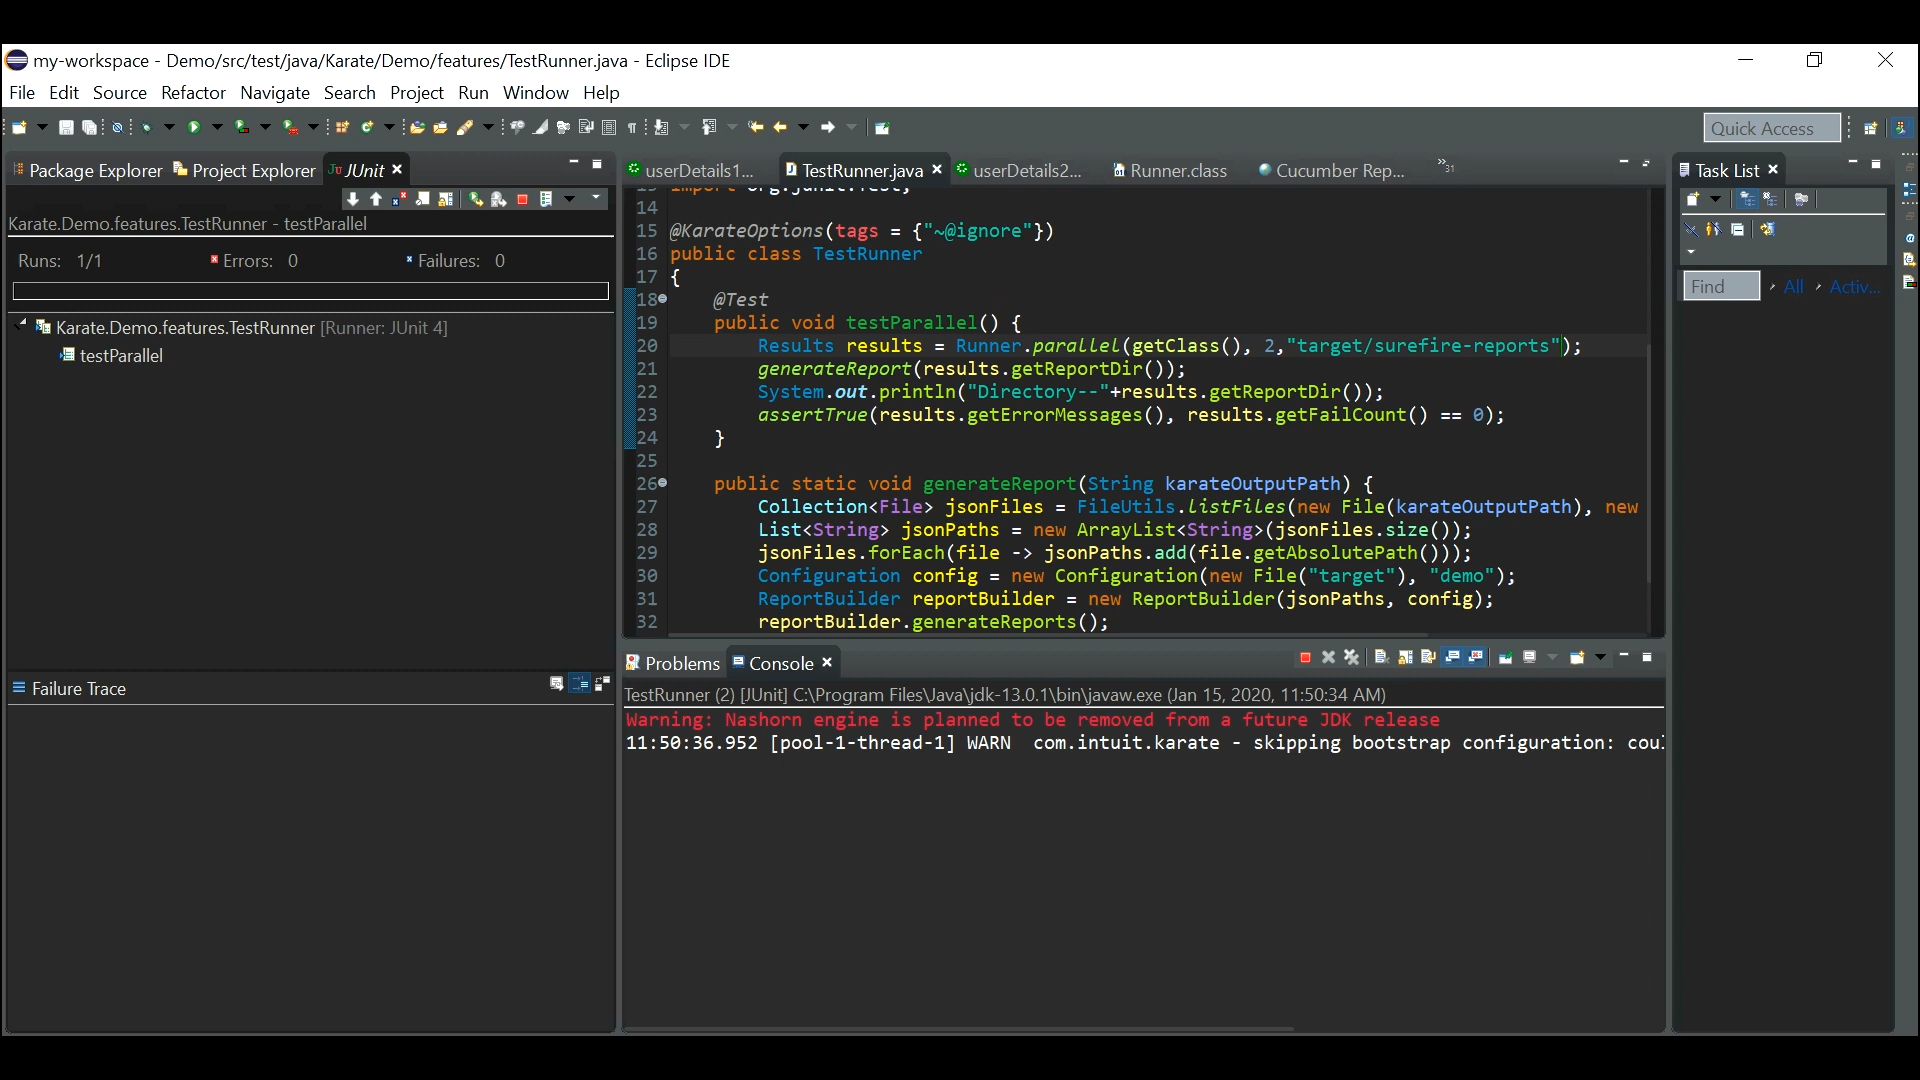 my-workspace - Demo/src/test/java/Karate/Demo/features/TestRunner.java - Eclipse IDE
File Edit Source Refactor Navigate Search Project Run Window Help
Quick Access
Package Explorer Project Explorer JUnit
Karate.Demo.features.TestRunner - testParallel
Runs: 1/1 Errors: 0 Failures: 0
Karate.Demo.features.TestRunner [Runner: JUnit 4]
testParallel
Failure Trace
userDetails1... TestRunner.java userDetails2... Runner.class Cucumber Rep... »31
14
15 @KarateOptions(tags = {"~@ignore"})
16 public class TestRunner
17 {
18 @Test
19 public void testParallel() {
20 Results results = Runner.parallel(getClass(), 2,"target/surefire-reports");
21 generateReport(results.getReportDir());
22 System.out.println("Directory--"+results.getReportDir());
23 assertTrue(results.getErrorMessages(), results.getFailCount() == 0);
24 }
25
26 public static void generateReport(String karateOutputPath) {
27 Collection<File> jsonFiles = FileUtils.listFiles(new File(karateOutputPath), new
28 List<String> jsonPaths = new ArrayList<String>(jsonFiles.size());
29 jsonFiles.forEach(file -> jsonPaths.add(file.getAbsolutePath()));
30 Configuration config = new Configuration(new File("target"), "demo");
31 ReportBuilder reportBuilder = new ReportBuilder(jsonPaths, config);
32 reportBuilder.generateReports();
Problems Console
TestRunner (2) [JUnit] C:\Program Files\Java\jdk-13.0.1\bin\javaw.exe (Jan 15, 2020, 11:50:34 AM)
Warning: Nashorn engine is planned to be removed from a future JDK release
11:50:36.952 [pool-1-thread-1] WARN com.intuit.karate - skipping bootstrap configuration: cou
Task List
Find All Activ...